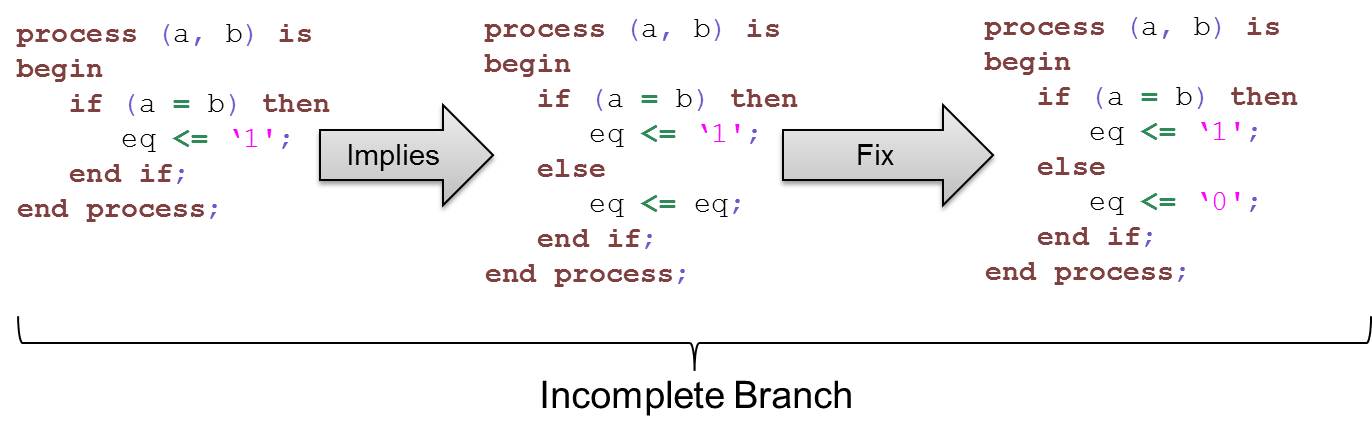 process (a, b) is
begin
if (a = b) then
eq <= ‘1';
end if;
end process;
Implies
process (a, b) is
begin
if (a = b) then
eq <= ‘1';
else
eq <= eq;
end if;
end process;
Fix
process (a, b) is
begin
if (a = b) then
eq <= ‘1';
else
eq <= ‘0';
end if;
end process;
Incomplete Branch